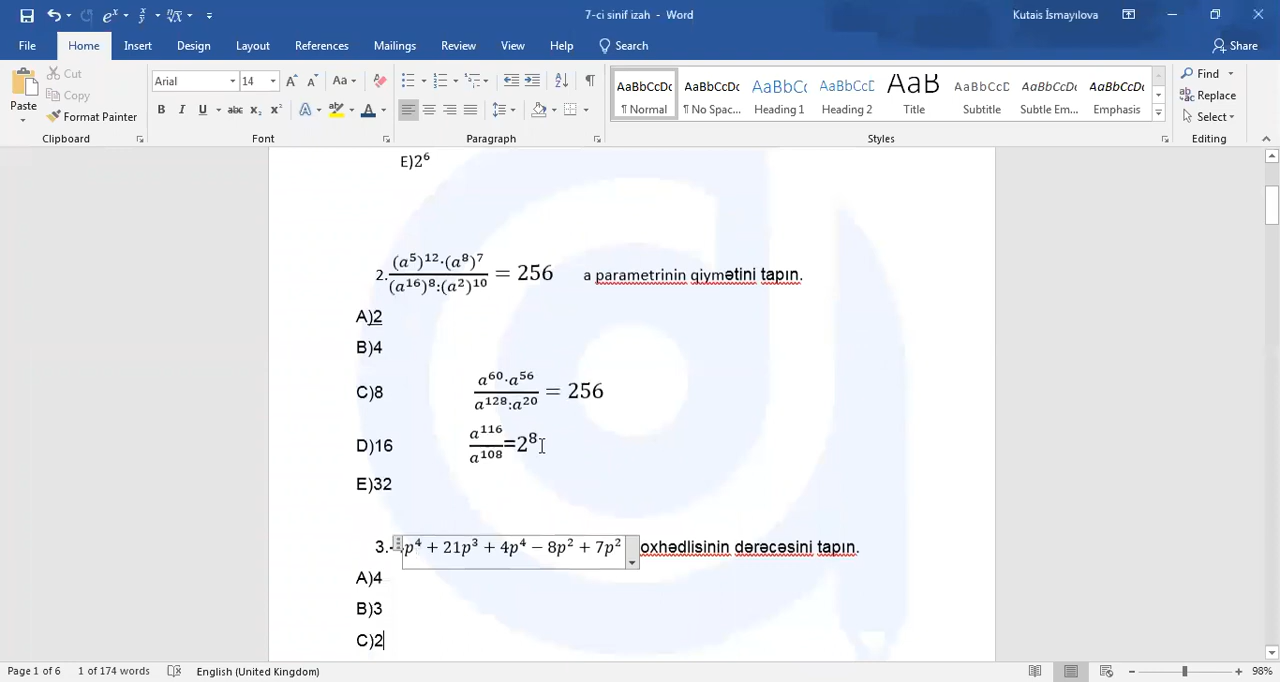 7-ci sinif izah - Word
Kutais İsmayılova
File Home Insert Design Layout References Mailings Review View Help Search Share
Paste
Cut
Copy
Format Painter
Clipboard
Arial 14
Font
Paragraph
AaBbCcDc AaBbCcDc AaBbCc AaBbCcD AaB AaBbCcD AaBbCcDc AaBbCcDc
¶ Normal ¶ No Spac... Heading 1 Heading 2 Title Subtitle Subtle Em... Emphasis
Styles
Find
Replace
Select
Editing
E)2⁶
2. (a⁵)¹²·(a⁸)⁷ / (a¹⁶)⁸:(a²)¹⁰ = 256 a parametrinin qiymətini tapın.
A)2
B)4
C)8 a⁶⁰·a⁵⁶ / a¹²⁸:a²⁰ = 256
D)16 a¹¹⁶ / a¹⁰⁸ =2⁸
E)32
3. p⁴ + 21p³ + 4p⁴ − 8p² + 7p² oxhədlisinin dərəcəsini tapın.
A)4
B)3
C)2
Page 1 of 6 1 of 174 words English (United Kingdom) 98%